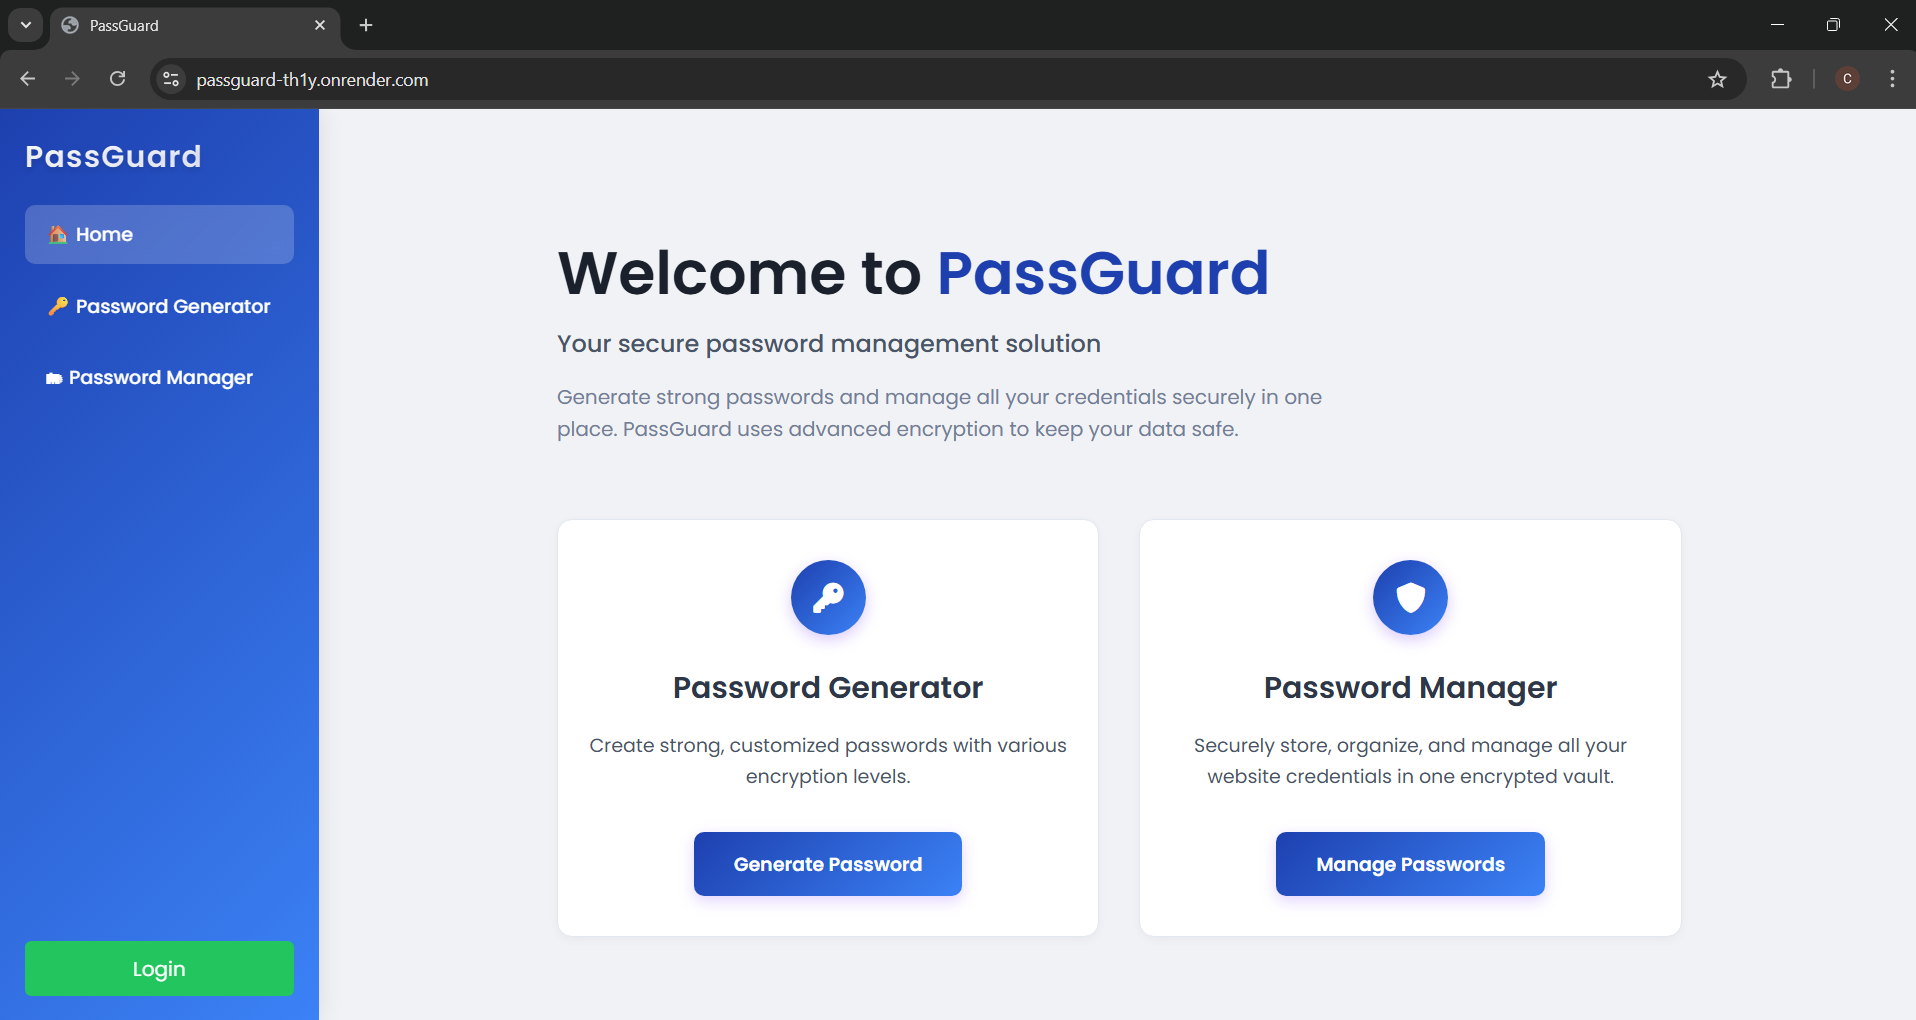 PassGuard
passguard-th1y.onrender.com
C
PassGuard
Home
Password Generator
Password Manager
Login
Welcome to PassGuard
Your secure password management solution
Generate strong passwords and manage all your credentials securely in one
place. PassGuard uses advanced encryption to keep your data safe.
Password Generator
Create strong, customized passwords with various
encryption levels.
Generate Password
Password Manager
Securely store, organize, and manage all your
website credentials in one encrypted vault.
Manage Passwords